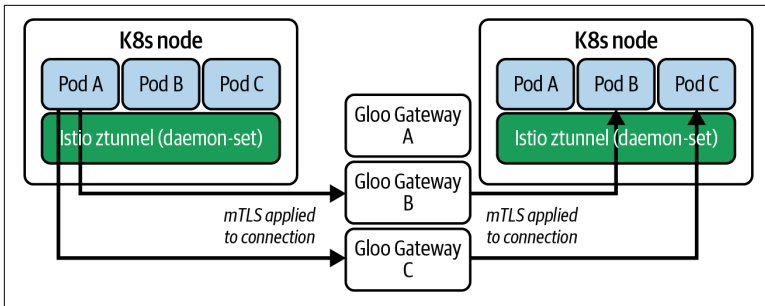 K8s node
Pod A
Pod B
Pod C
Istio ztunnel (daemon-set)
Gloo Gateway
A
Gloo Gateway
B
Gloo Gateway
C
mTLS applied
to connection
mTLS applied
to connection
K8s node
Pod A
Pod B
Pod C
Istio ztunnel (daemon-set)